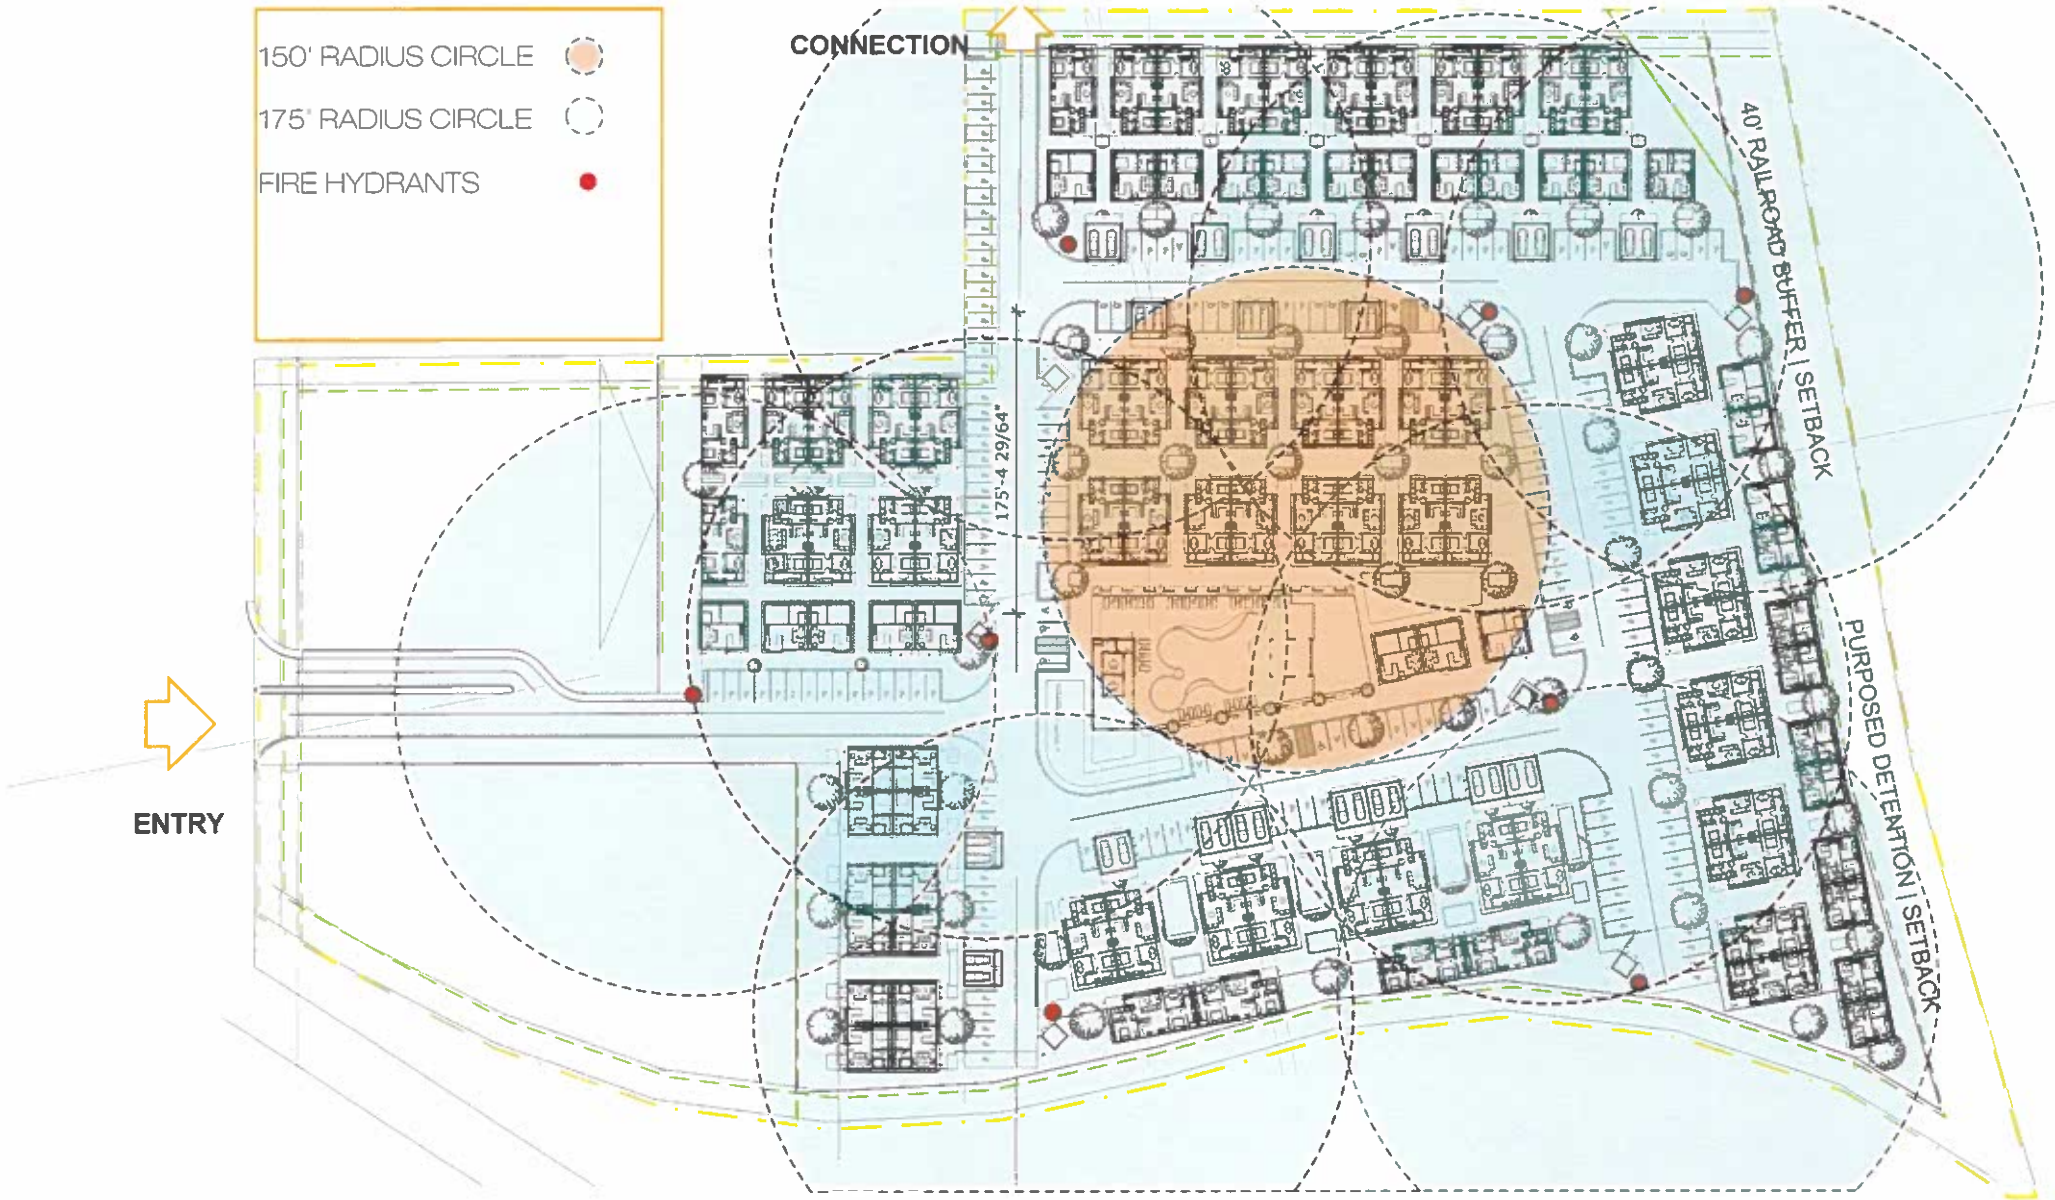 150' RADIUS CIRCLE
175' RADIUS CIRCLE
FIRE HYDRANTS
CONNECTION
40' RAILROAD BUFFER | SETBACK
175'-4 29/64"
PURPOSED DETENTION | SETBACK
ENTRY